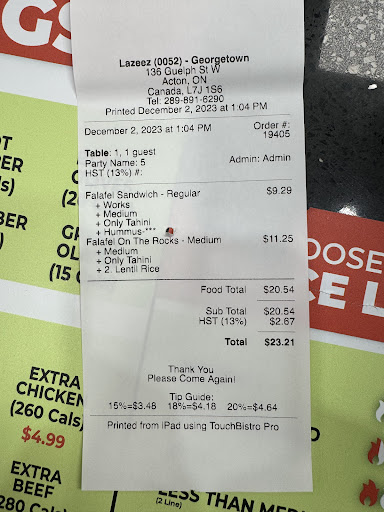 GS
Lazeez (0052) - Georgetown
136 Guelph St W
Acton, ON
Canada, L7J 1S6
Tel: 289-891-6290
Printed December 2, 2023 at 1:04 PM
December 2, 2023 at 1:04 PM
Order #:
19405
Table: 1, 1 guest
Party Name: 5
Admin: Admin
HST (13%) #:
Falafel Sandwich - Regular $9.29
+ Works
+ Medium
+ Only Tahini
+ Hummus-***
Falafel On The Rocks - Medium $11.25
+ Medium
+ Only Tahini
+ 2. Lentil Rice
Food Total $20.54
Sub Total $20.54
HST (13%) $2.67
Total $23.21
Thank You
Please Come Again!
Tip Guide:
15%=$3.48 18%=$4.18 20%=$4.64
Printed from iPad using TouchBistro Pro
EXTRA
CHICKEN
(260 Cals)
$4.99
EXTRA
BEEF
280 Cal
OOSE
CE L
LESS THAN MED
(2 Line)